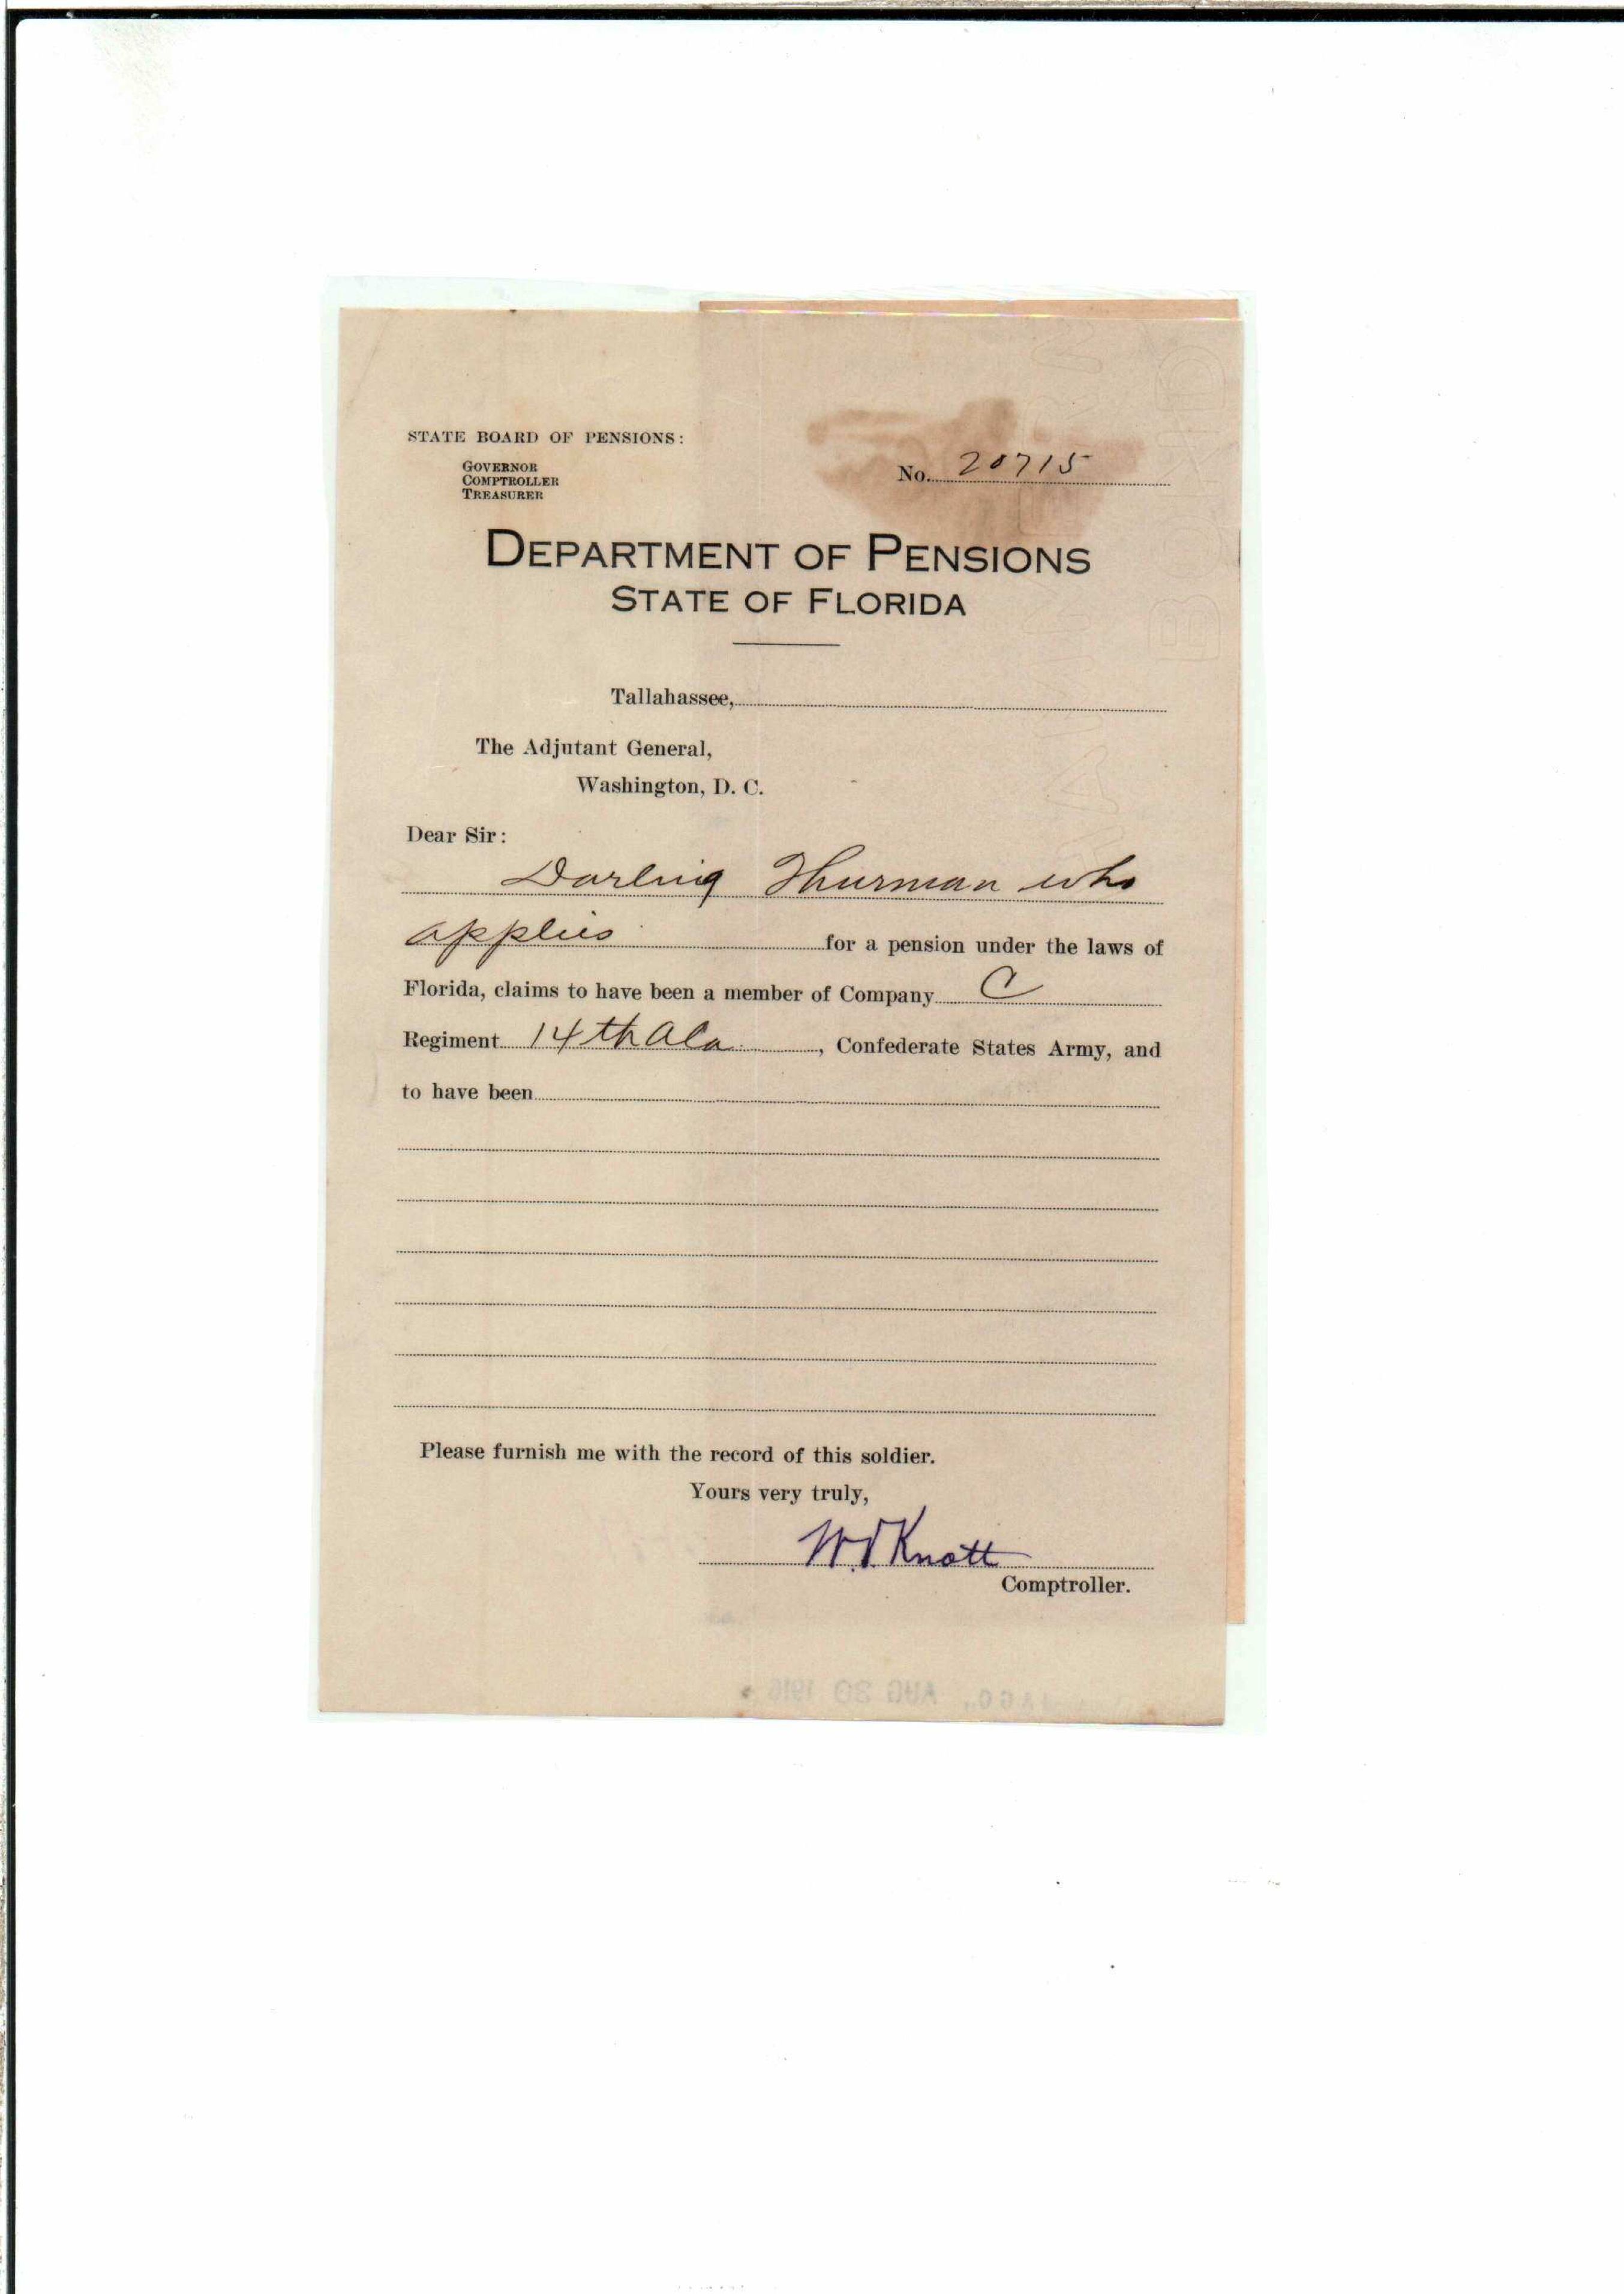 STATE BOARD OF PENSIONS:
GOVERNOR
COMPTROLLER
TREASURER
No. 20715
DEPARTMENT OF PENSIONS
STATE OF FLORIDA
Tallahassee,
The Adjutant General,
Washington, D. C.
Dear Sir:
Darling Thurman who
applies for a pension under the laws of
Florida, claims to have been a member of Company C
Regiment 14th Ala , Confederate States Army, and
to have been
Please furnish me with the record of this soldier.
Yours very truly,
W V Knott
Comptroller.
AUG 30 1916